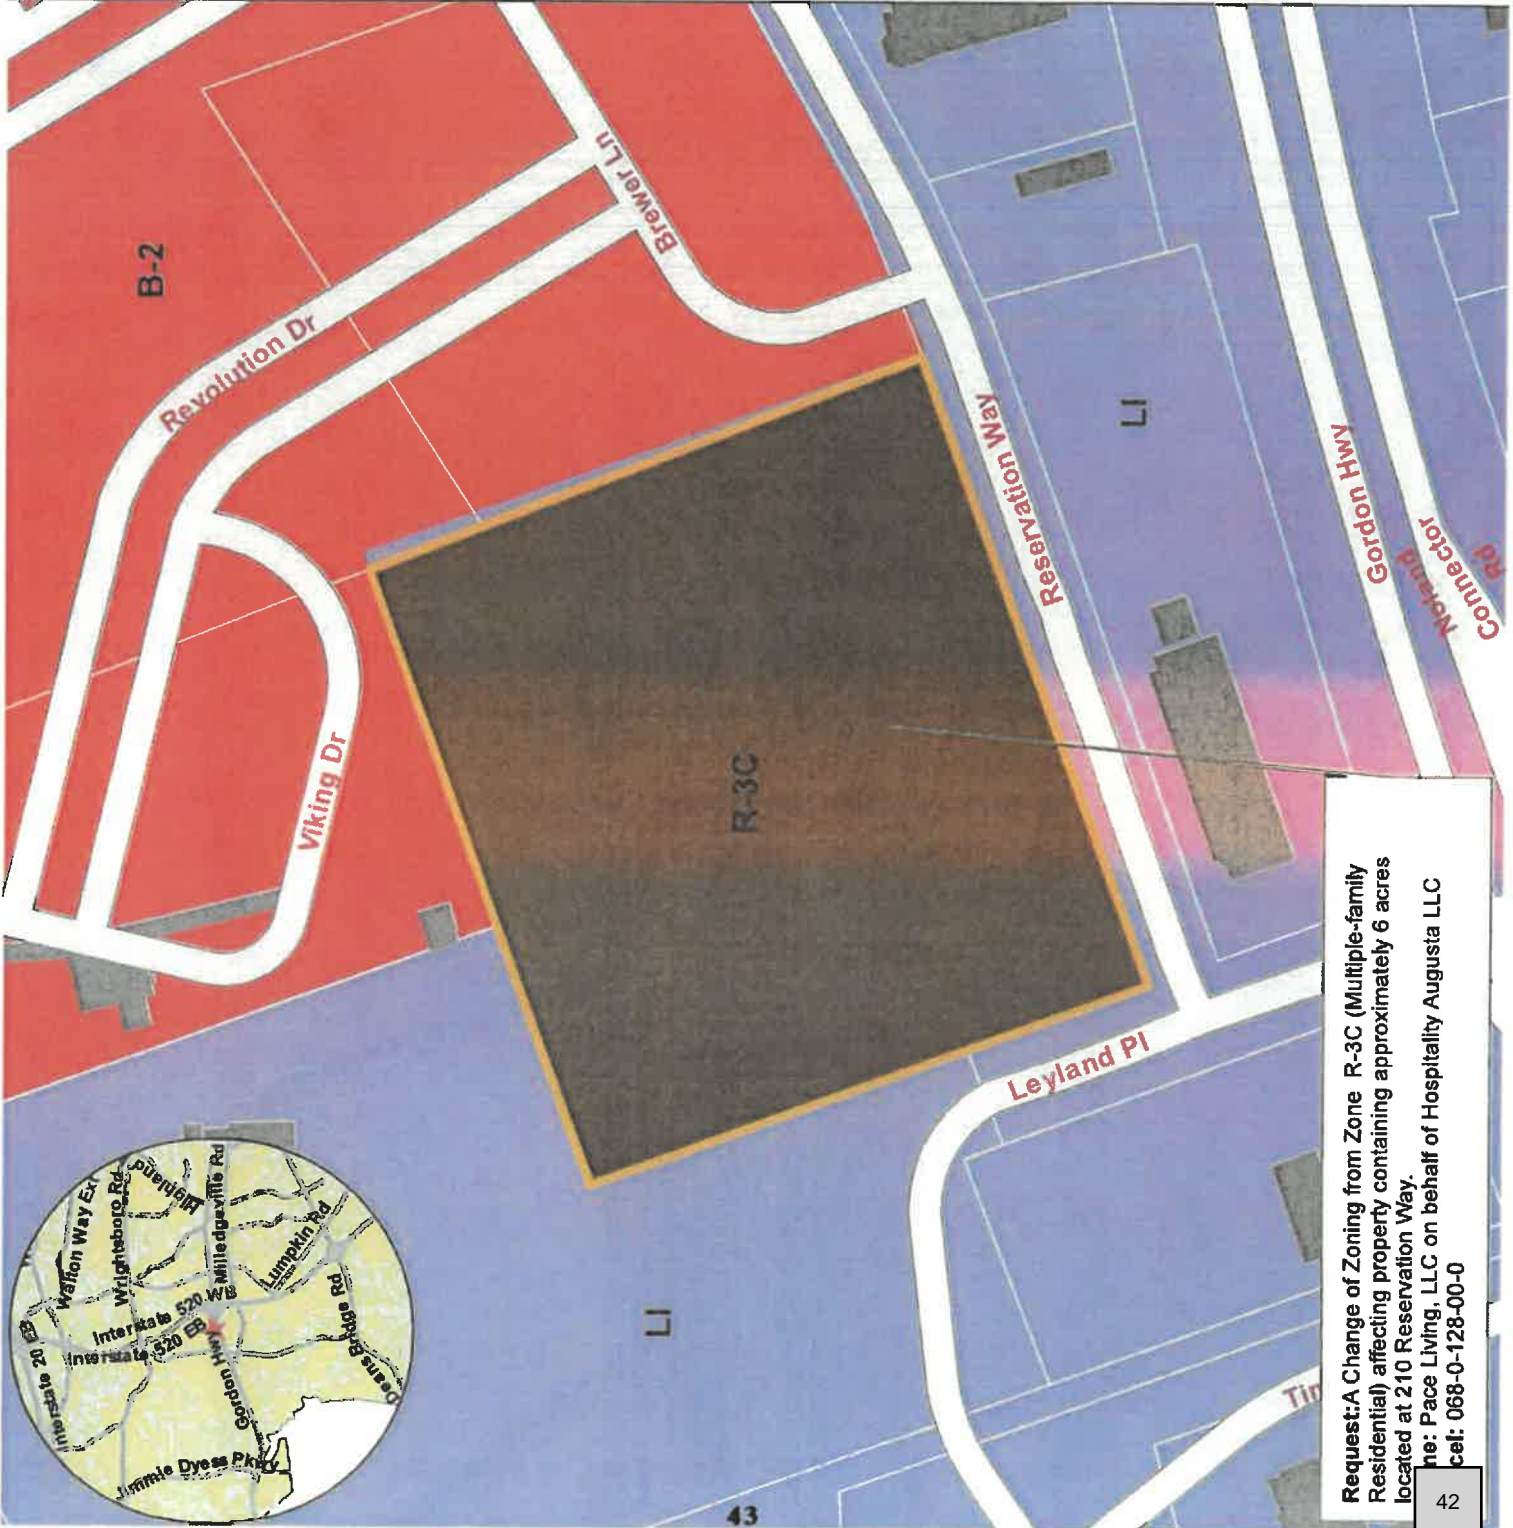 B-2
Revolution Dr
Brewer Ln
Viking Dr
R-3C
Reservation Way
LI
Gordon Hwy
Noland
Connector
Rd
Leyland Pl
LI
Interstate 20 EB
Walton Way Ext
Wrightsboro Rd
Highland
Milledgeville Rd
Interstate 520 WB
Interstate 520 EB
Lumpkin Rd
Gordon Hwy
Deans Bridge Rd
Jimmie Dyess Pkwy
Request:A Change of Zoning from Zone R-3C (Multiple-family
Residential) affecting property containing approximately 6 acres
located at 210 Reservation Way.
me: Pace Living, LLC on behalf of Hospitality Augusta LLC
cel: 068-0-128-00-0
43
42